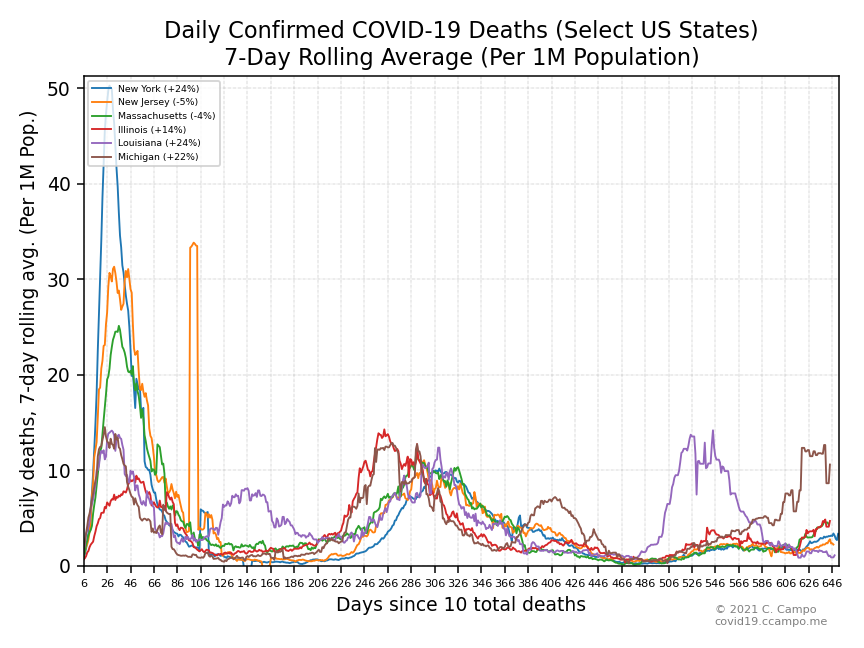 Daily Confirmed COVID-19 Deaths (Select US States)
7-Day Rolling Average (Per 1M Population)
Daily deaths, 7-day rolling avg. (Per 1M Pop.)
50
40
30
20
10
0
New York (+24%)
New Jersey (-5%)
Massachusetts (-4%)
Illinois (+14%)
Louisiana (+24%)
Michigan (+22%)
6 26 46 66 86 106 126 146 166 186 206 226 246 266 286 306 326 346 366 386 406 426 446 466 486 506 526 546 566 586 606 626 646
Days since 10 total deaths
© 2021 C. Campo
covid19.ccampo.me